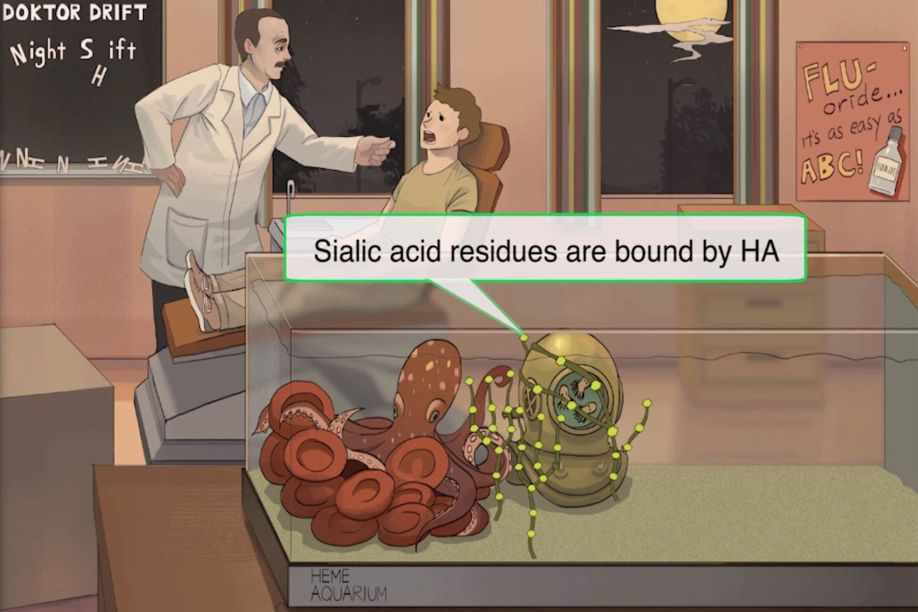 DOKTOR DRIFT
Night S ift
H
FLU-
oride...
it's as easy as
ABC!
Sialic acid residues are bound by HA
HEME
AQUARIUM